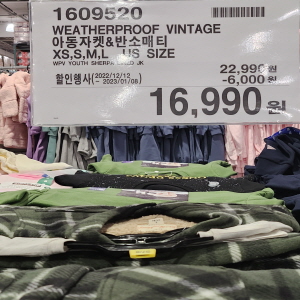 1609520
WEATHERPROOF VINTAGE
아동자켓&반소매티
XS,S,M,L US SIZE
WPV YOUTH SHERPA LINED JK
22,990원
할인행사 (2022/12/12 ~ 2023/01/08)
-6,000원
16,990원